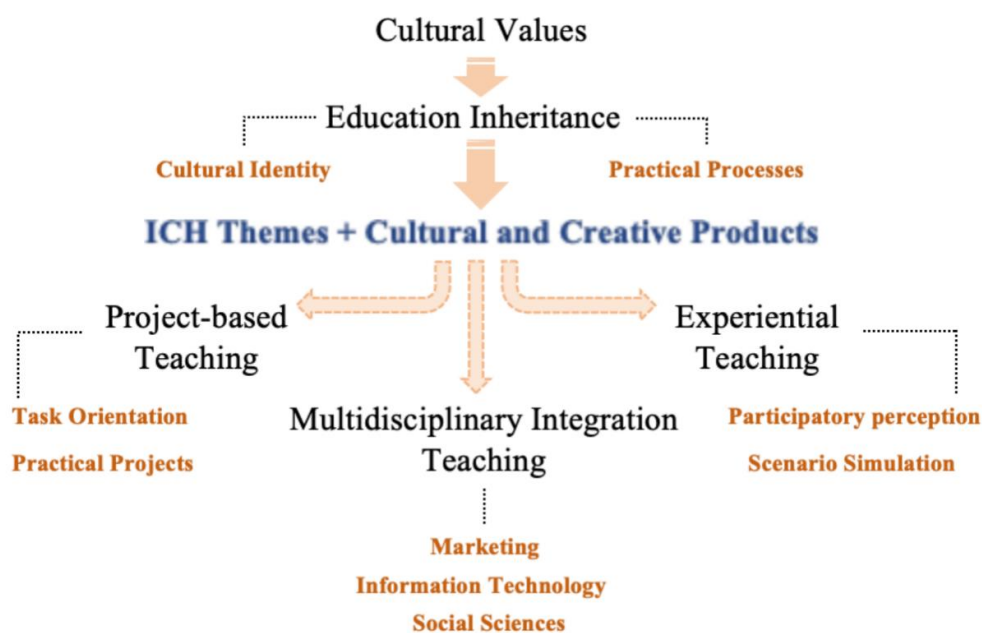 Cultural Values
Education Inheritance
Cultural Identity
Practical Processes
ICH Themes + Cultural and Creative Products
Project-based
Teaching
Experiential
Teaching
Task Orientation
Practical Projects
Multidisciplinary Integration
Teaching
Participatory perception
Scenario Simulation
Marketing
Information Technology
Social Sciences